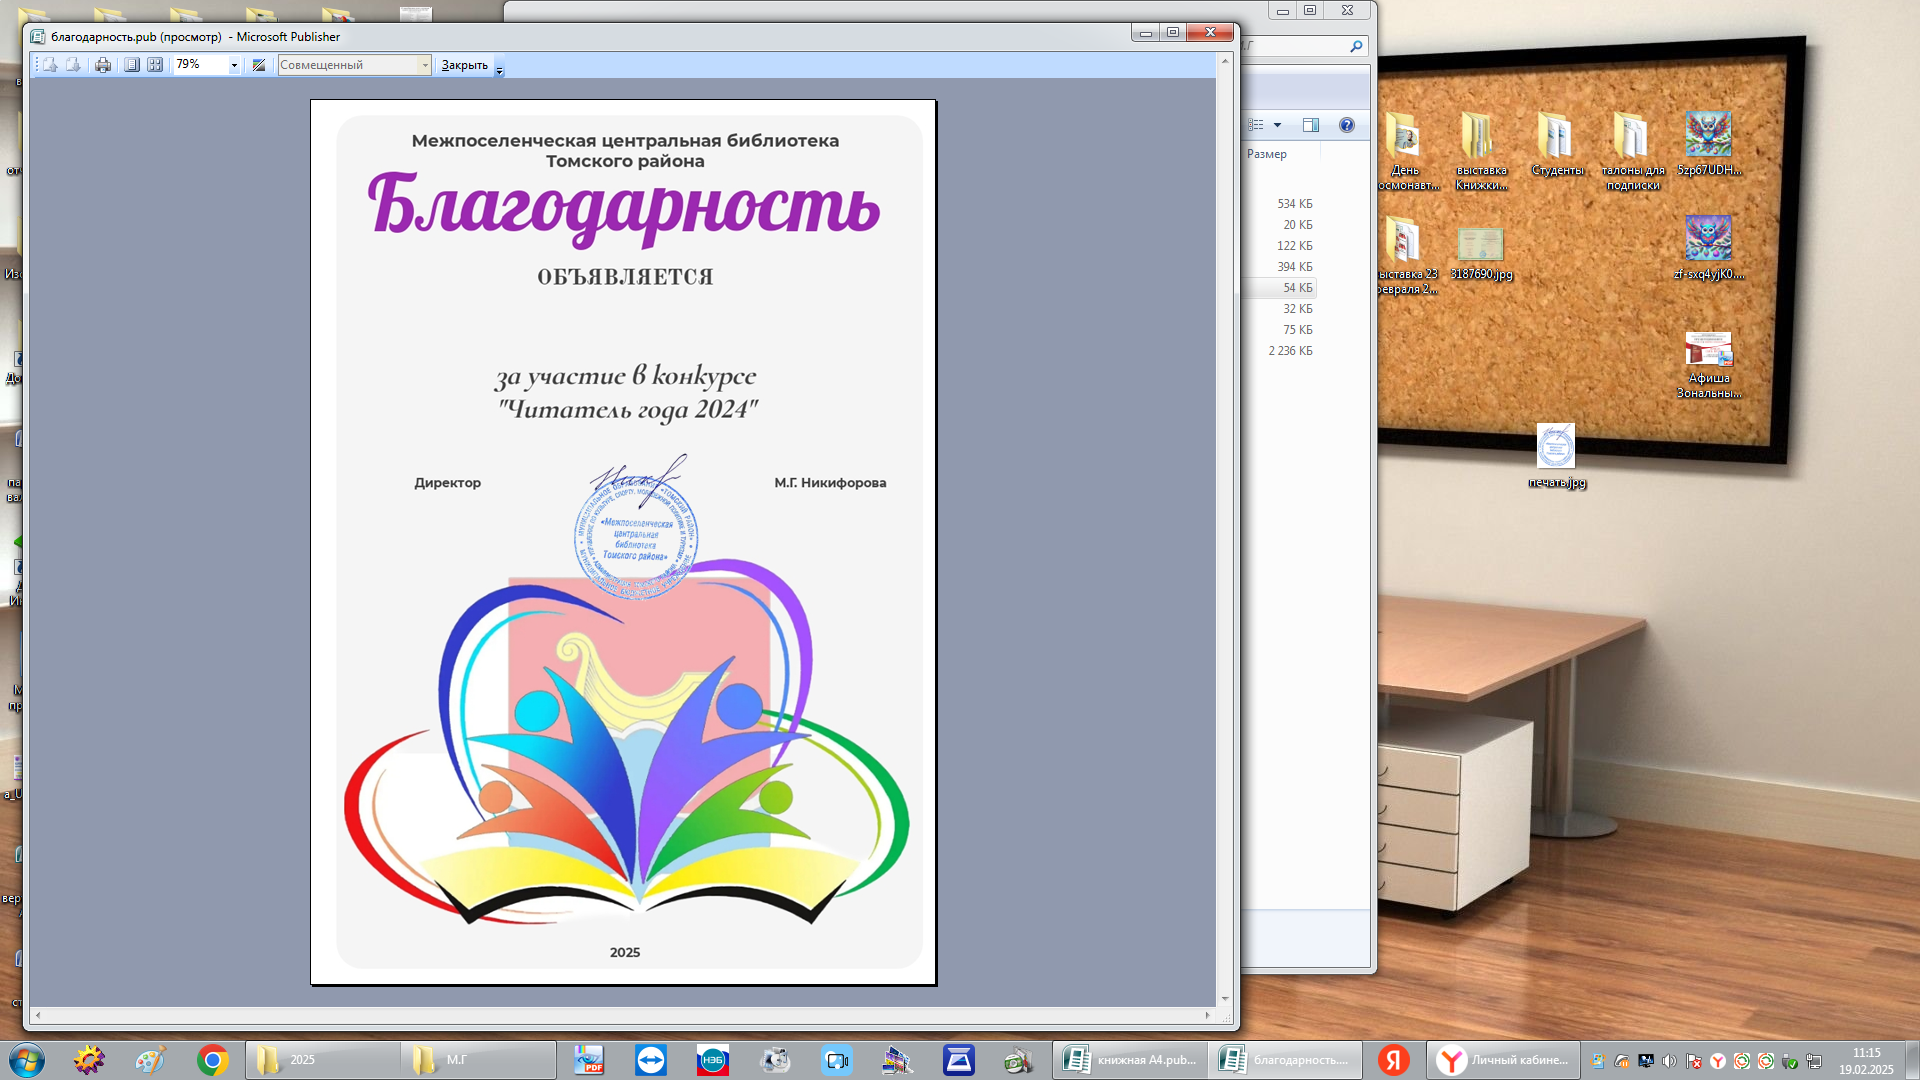 благодарность.pub (просмотр) - Microsoft Publisher
79%
Совмещенный
Закрыть
Межпоселенческая центральная библиотека
Томского района
Благодарность
ОБЪЯВЛЯЕТСЯ
за участие в конкурсе
"Читатель года 2024"
Директор
М.Г. Никифорова
«Межпоселенческая
центральная
библиотека
Томского района»
2025
Размер
534 КБ
20 КБ
122 КБ
394 КБ
54 КБ
32 КБ
75 КБ
2 236 КБ
День
выставка
Книжки...
Студенты
талоны для
подписки
5zp67UDH...
3187690.jpg
zf-sxq4yjK0....
Афиша
Зональны...
печать.jpg
2025
М.Г
PDF
НЭБ
книжная А4.pub...
благодарность....
Я
Y
Личный кабине...
11:15
19.02.2025